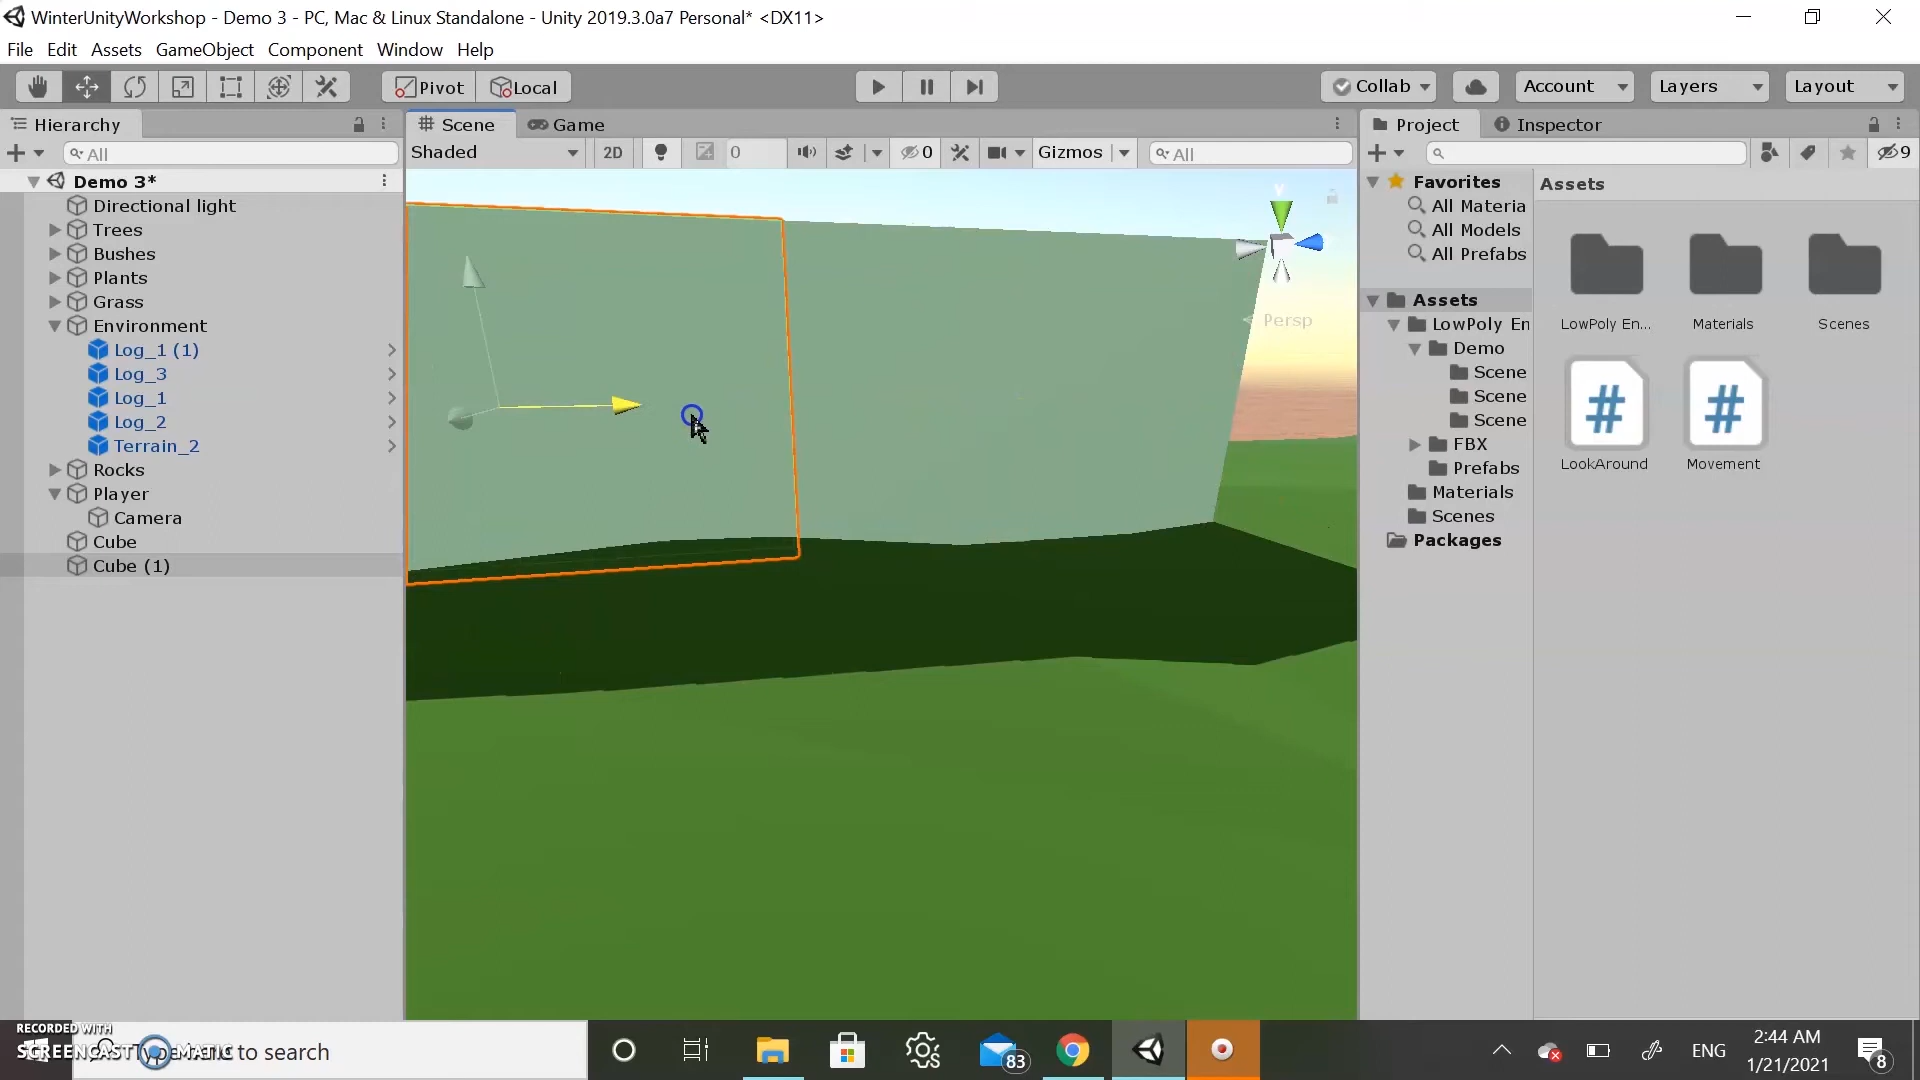 WinterUnityWorkshop - Demo 3 - PC, Mac & Linux Standalone - Unity 2019.3.0a7 Personal* <DX11>
File Edit Assets GameObject Component Window Help
Pivot Local Collab Account Layers Layout
Hierarchy
All
Demo 3*
Directional light
Trees
Bushes
Plants
Grass
Environment
Log_1 (1)
Log_3
Log_1
Log_2
Terrain_2
Rocks
Player
Camera
Cube
Cube (1)
Scene Game
Shaded 2D 0 0 Gizmos All
y
Persp
Project Inspector
9
Favorites
All Materia
All Models
All Prefabs
Assets
LowPoly En
Demo
Scene
Scene
Scene
FBX
Prefabs
Materials
Scenes
Packages
Assets
LowPoly En...
Materials
Scenes
#
#
LookAround
Movement
RECORDED WITH
SCREENCAST MATIC
to search
83
ENG
2:44 AM
1/21/2021
8